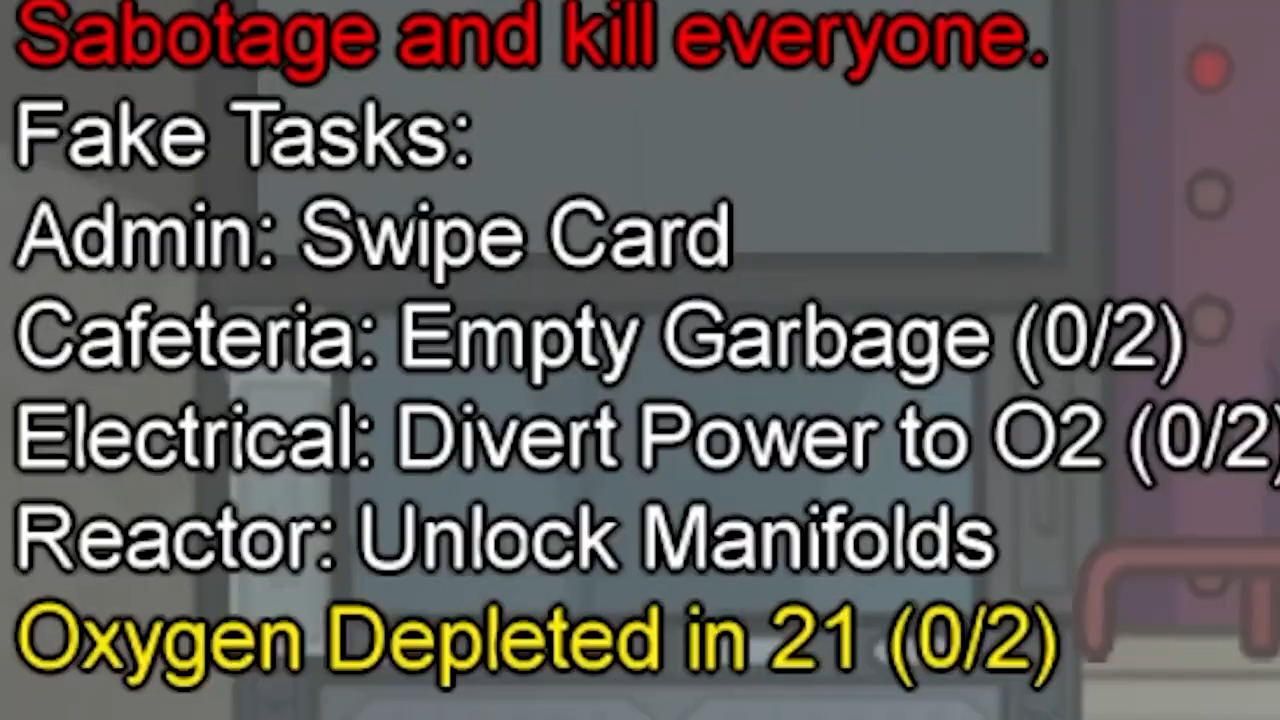 Sabotage and kill everyone.
Fake Tasks:
Admin: Swipe Card
Cafeteria: Empty Garbage (0/2)
Electrical: Divert Power to O2 (0/2)
Reactor: Unlock Manifolds
Oxygen Depleted in 21 (0/2)